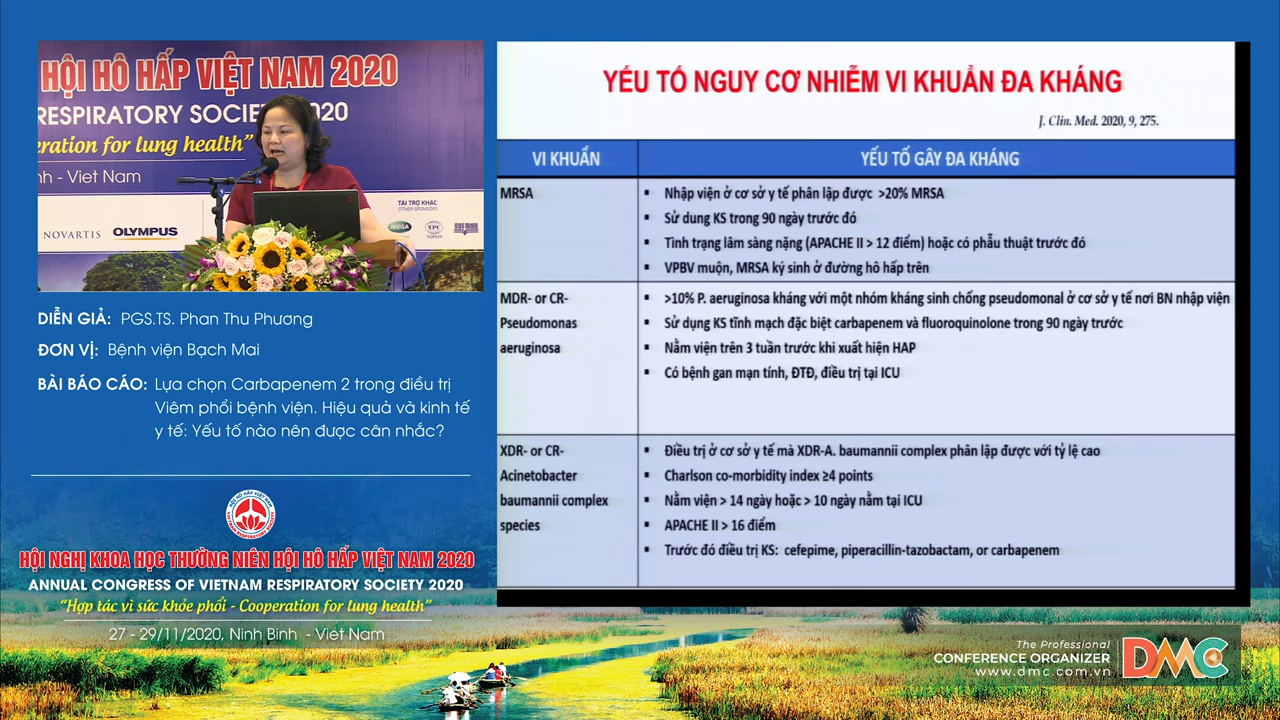 HỘI HÔ HẤP VIỆT NAM 2020
RESPIRATORY SOCIETY 2020
eration for lung health"
nh - Viet Nam
TÀI TRỢ KHÁC
OTHER SPONSORS
NOVARTIS
OLYMPUS
MEGA
NIPON
DIỄN GIẢ: PGS.TS. Phan Thu Phương
ĐƠN VỊ: Bệnh viện Bạch Mai
BÀI BÁO CÁO: Lựa chọn Carbapenem 2 trong điều trị
Viêm phổi bệnh viện. Hiệu quả và kinh tế
y tế: Yếu tố nào nên được cân nhắc?
HỘI NGHỊ KHOA HỌC THƯỜNG NIÊN HỘI HÔ HẤP VIỆT NAM 2020
ANNUAL CONGRESS OF VIETNAM RESPIRATORY SOCIETY 2020
"Hợp tác vì sức khỏe phổi - Cooperation for lung health"
27 - 29/11/2020, Ninh Bình - Việt Nam
YẾU TỐ NGUY CƠ NHIỄM VI KHUẨN ĐA KHÁNG
J. Clin. Med. 2020, 9, 275.
VI KHUẨN
YẾU TỐ GÂY ĐA KHÁNG
MRSA
▪ Nhập viện ở cơ sở y tế phân lập được >20% MRSA
▪ Sử dung KS trong 90 ngày trước đó
▪ Tình trạng lâm sàng nặng (APACHE II > 12 điểm) hoặc có phẫu thuật trước đó
▪ VPBV muộn, MRSA ký sinh ở đường hô hấp trên
MDR- or CR-
Pseudomonas
aeruginosa
▪ >10% P. aeruginosa kháng với một nhóm kháng sinh chống pseudomonal ở cơ sở y tế nơi BN nhập viện
▪ Sử dụng KS tĩnh mạch đặc biệt carbapenem và fluoroquinolone trong 90 ngày trước
▪ Nằm viện trên 3 tuần trước khi xuất hiện HAP
▪ Có bệnh gan mạn tính, ĐTĐ, điều trị tại ICU
XDR- or CR-
Acinetobacter
baumannii complex
species
▪ Điều trị ở cơ sở y tế mà XDR-A. baumannii complex phân lập được với tỷ lệ cao
▪ Charlson co-morbidity index ≥4 points
▪ Nằm viện > 14 ngày hoặc > 10 ngày nằm tại ICU
▪ APACHE II > 16 điểm
▪ Trước đó điều trị KS: cefepime, piperacillin-tazobactam, or carbapenem
The Professional
CONFERENCE ORGANIZER
www.dmc.com.vn
DMC